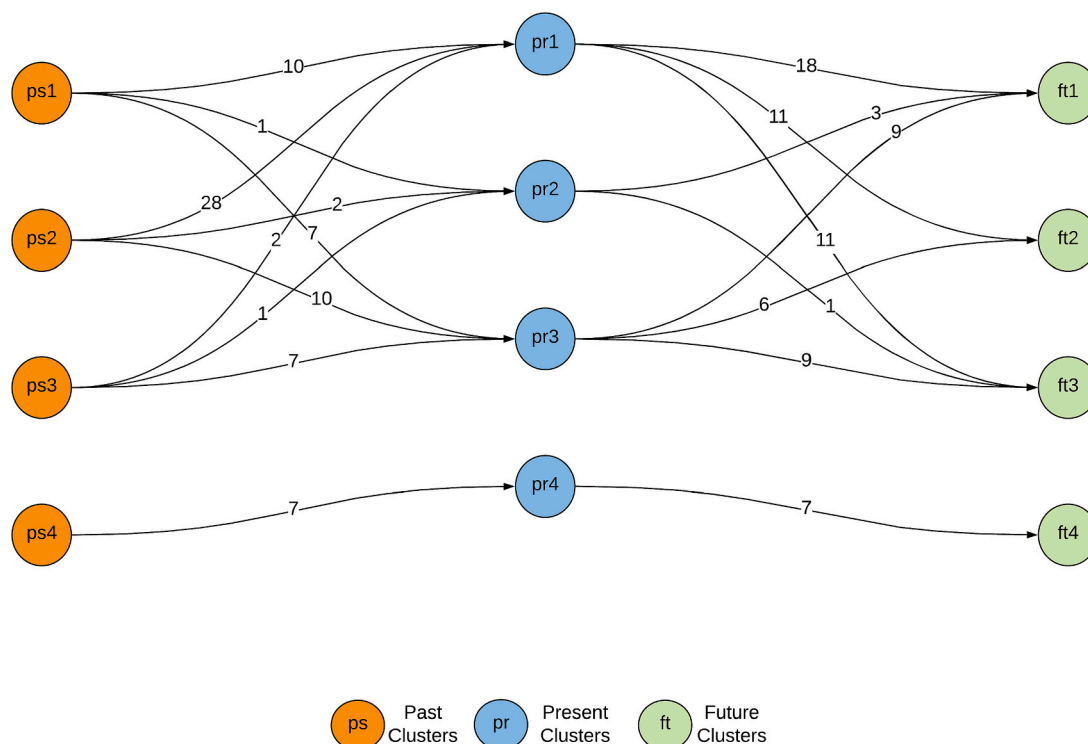 pr1
10
18
ps1
ft1
3
11
1
9
pr2
28
2
7
2
11
ps2
ft2
10
6
1
1
pr3
7
9
ps3
ft3
pr4
7
7
ps4
ft4
ps
Past
Clusters
pr
Present
Clusters
ft
Future
Clusters